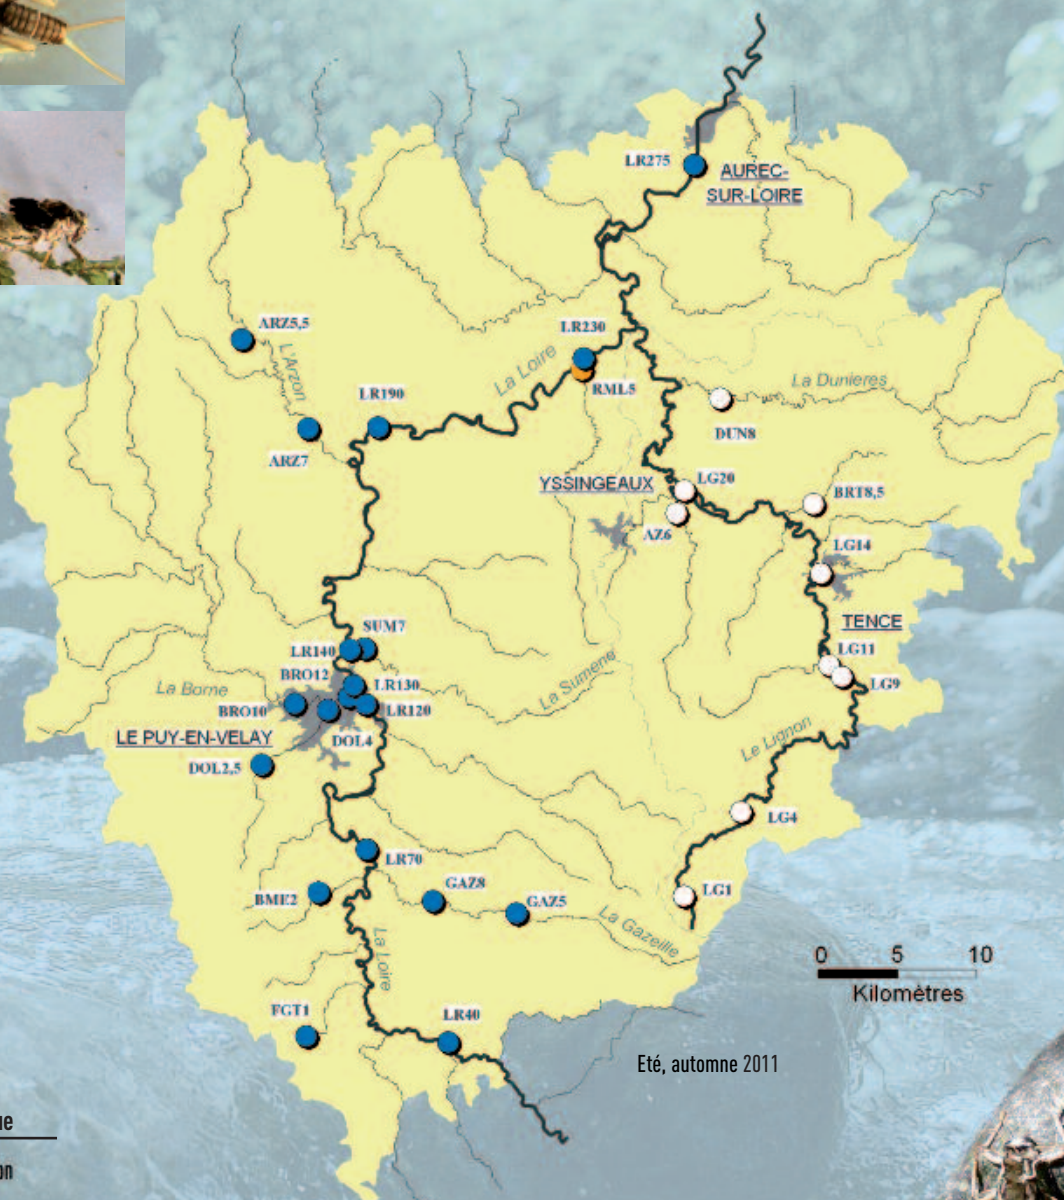 LR275
AUREC-
SUR-LOIRE
ARZ5,5
L'Arzon
LR230
La Loire
RML5
La Dunieres
LR190
DUN8
ARZ7
YSSINGEAUX
LG20
BRT8,5
AZ6
LG14
TENCE
SUM7
LR140
LG11
BRO12
LR130
LG9
La Borne
La Sumene
BRO10
LR120
LE PUY-EN-VELAY
DOL4
Le Lignon
DOL2,5
LG4
LR70
GAZ8
BME2
GAZ5
LG1
La Gazeille
La Loire
0 5 10
Kilomètres
FGT1
LR40
Eté, automne 2011